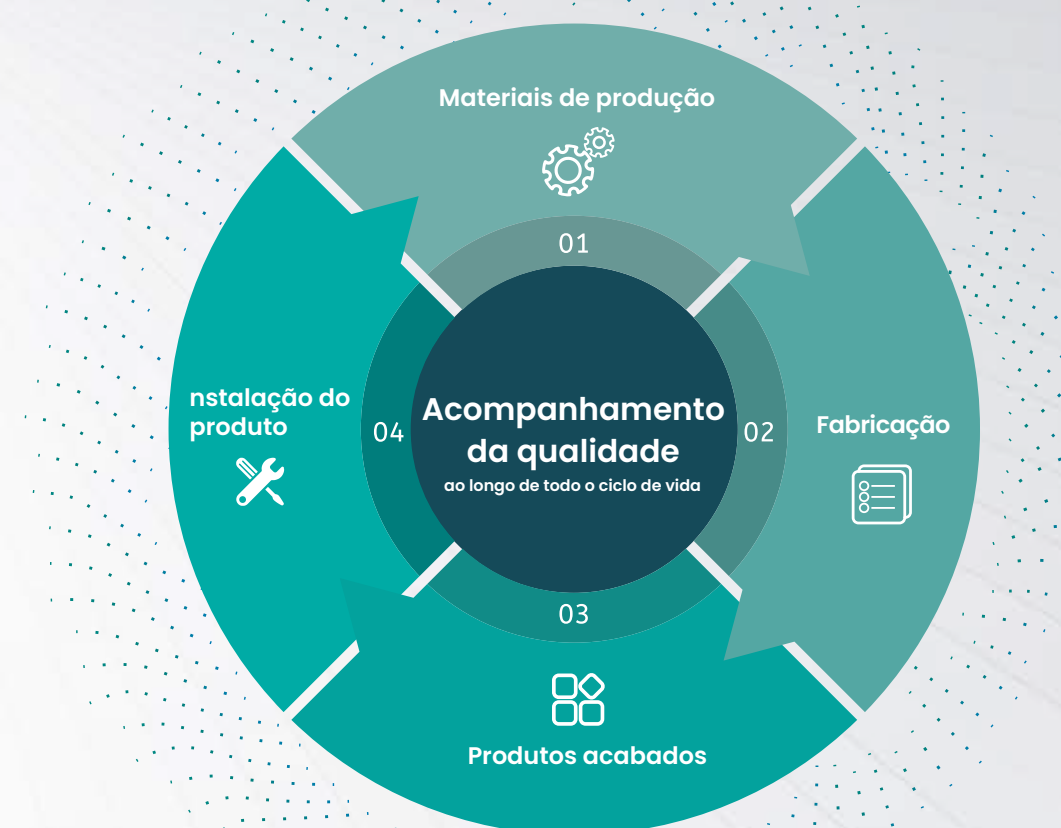 Materiais de produção
01
Fabricação
02
03
Produtos acabados
nstalação do
produto
04
Acompanhamento
da qualidade
ao longo de todo o ciclo de vida